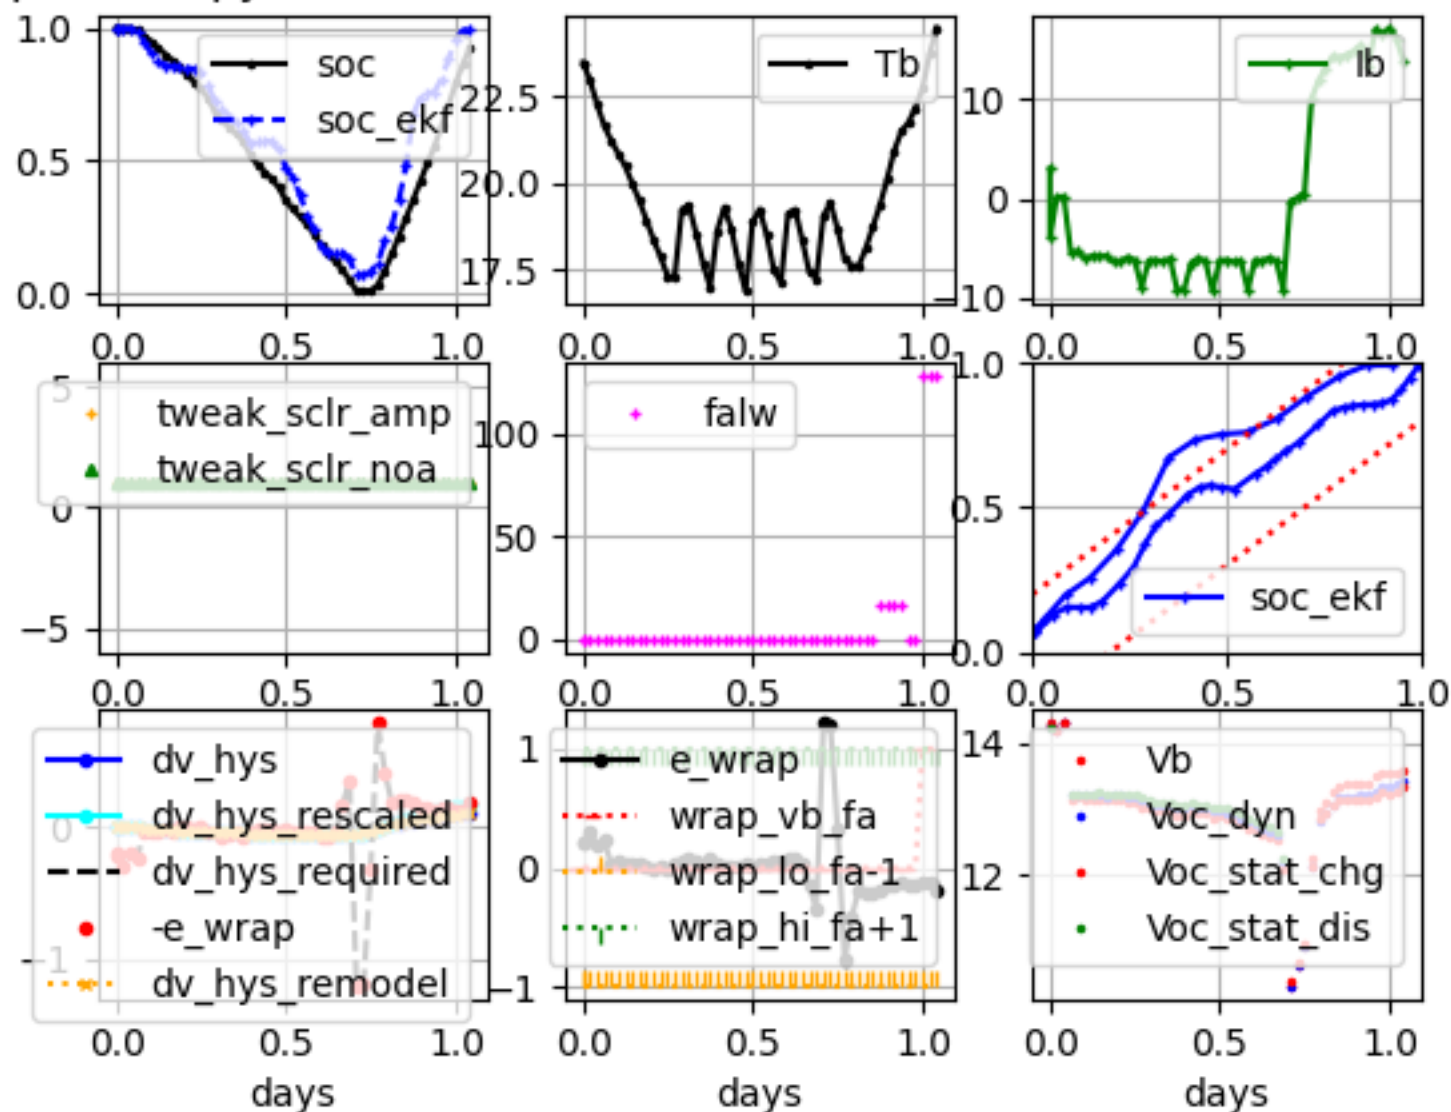 1.0
0.5
0.0
0.0 0.5 1.0
soc
soc_ekf
22.5
20.0
17.5
0.0 0.5 1.0
Tb
10
0
−10
0.0 0.5 1.0
Ib
5
0
−5
0.0 0.5 1.0
tweak_sclr_amp
tweak_sclr_noa
100
50
0
0.0 0.5 1.0
falw
1.0
0.5
0.0
0.0 0.5 1.0
soc_ekf
0
−1
0.0 0.5 1.0
days
dv_hys
dv_hys_rescaled
dv_hys_required
-e_wrap
dv_hys_remodel
1
0
−1
0.0 0.5 1.0
days
e_wrap
wrap_vb_fa
wrap_lo_fa-1
wrap_hi_fa+1
14
12
0.0 0.5 1.0
days
Vb
Voc_dyn
Voc_stat_chg
Voc_stat_dis